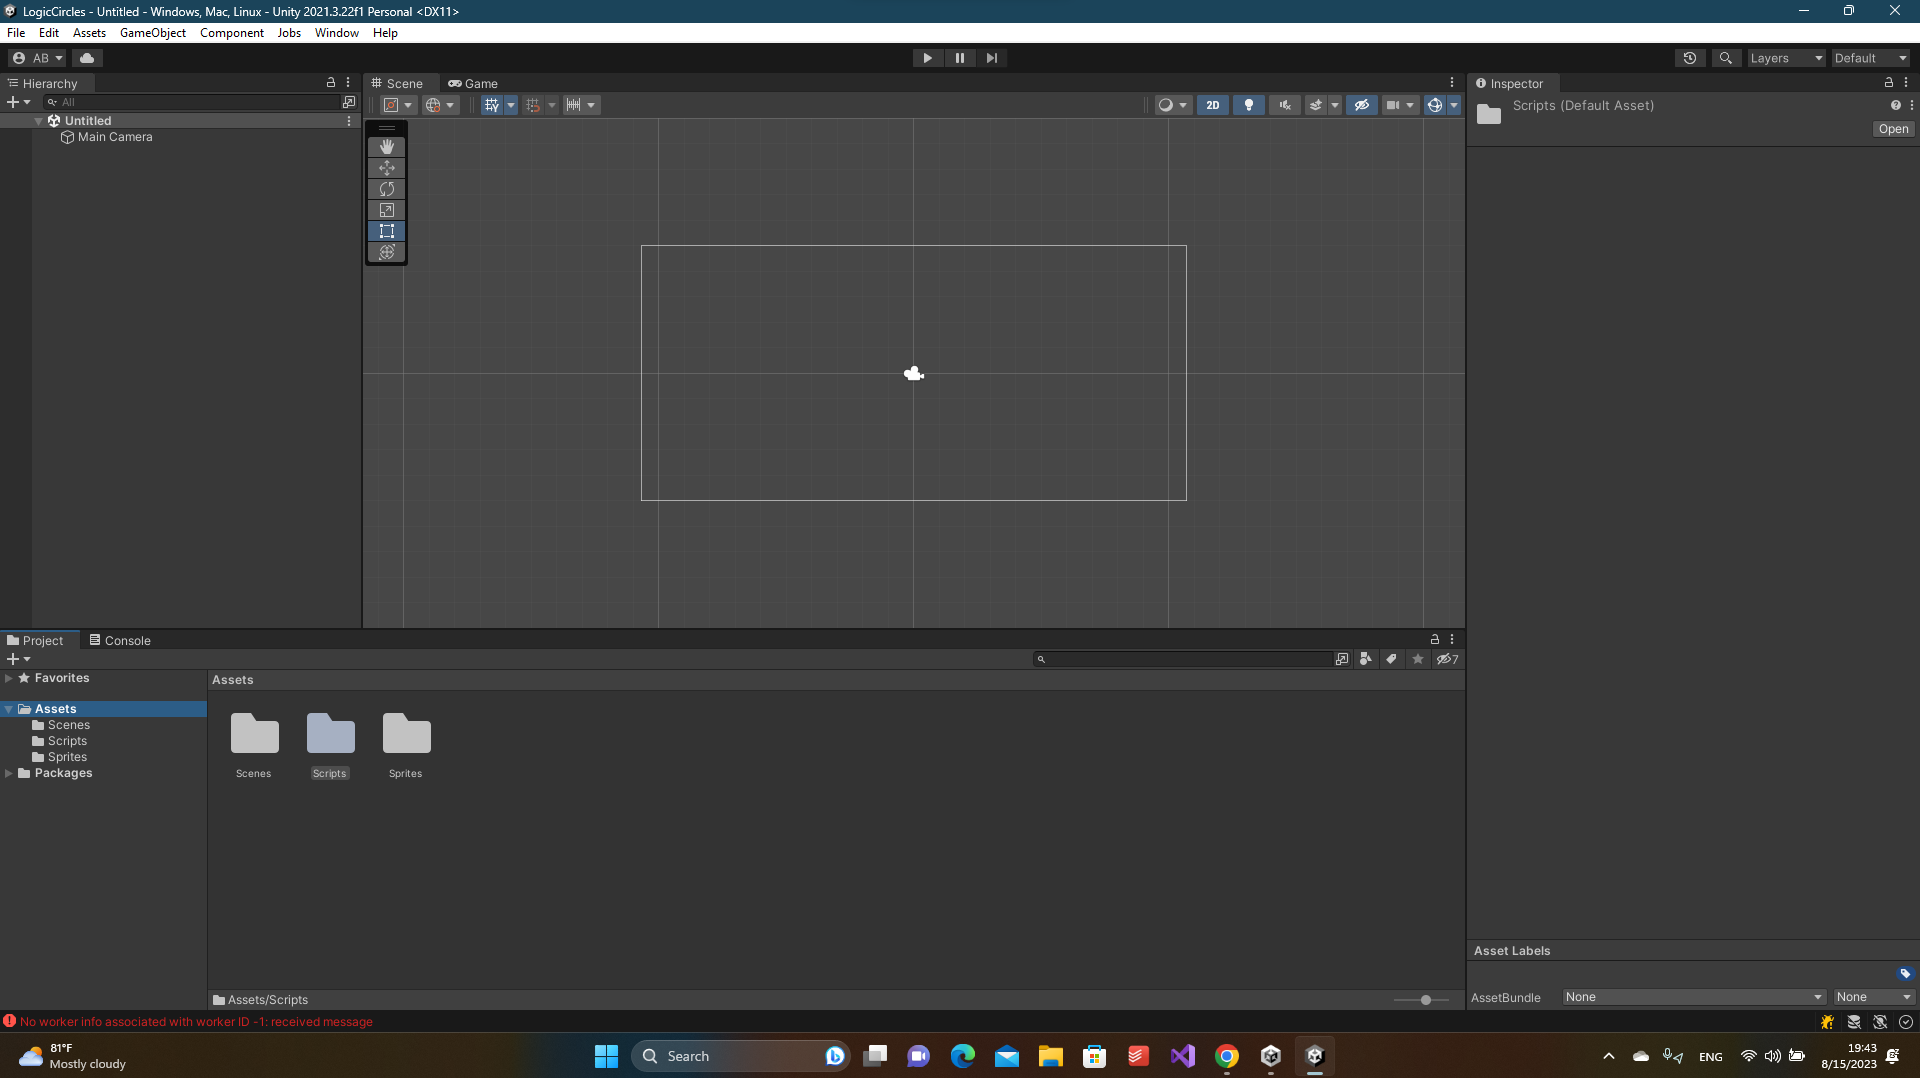 LogicCircles - Untitled - Windows, Mac, Linux - Unity 2021.3.22f1 Personal <DX11>
File Edit Assets GameObject Component Jobs Window Help
AB Layers Default
Hierarchy
All
Untitled
Main Camera
Scene Game
2D
Inspector
Scripts (Default Asset)
Open
Project Console
7
Favorites
Assets
Scenes
Scripts
Sprites
Packages
Assets
Scenes Scripts Sprites
Assets/Scripts
Asset Labels
AssetBundle None None
No worker info associated with worker ID -1: received message
81°F
Mostly cloudy
Search
ENG
19:43
8/15/2023